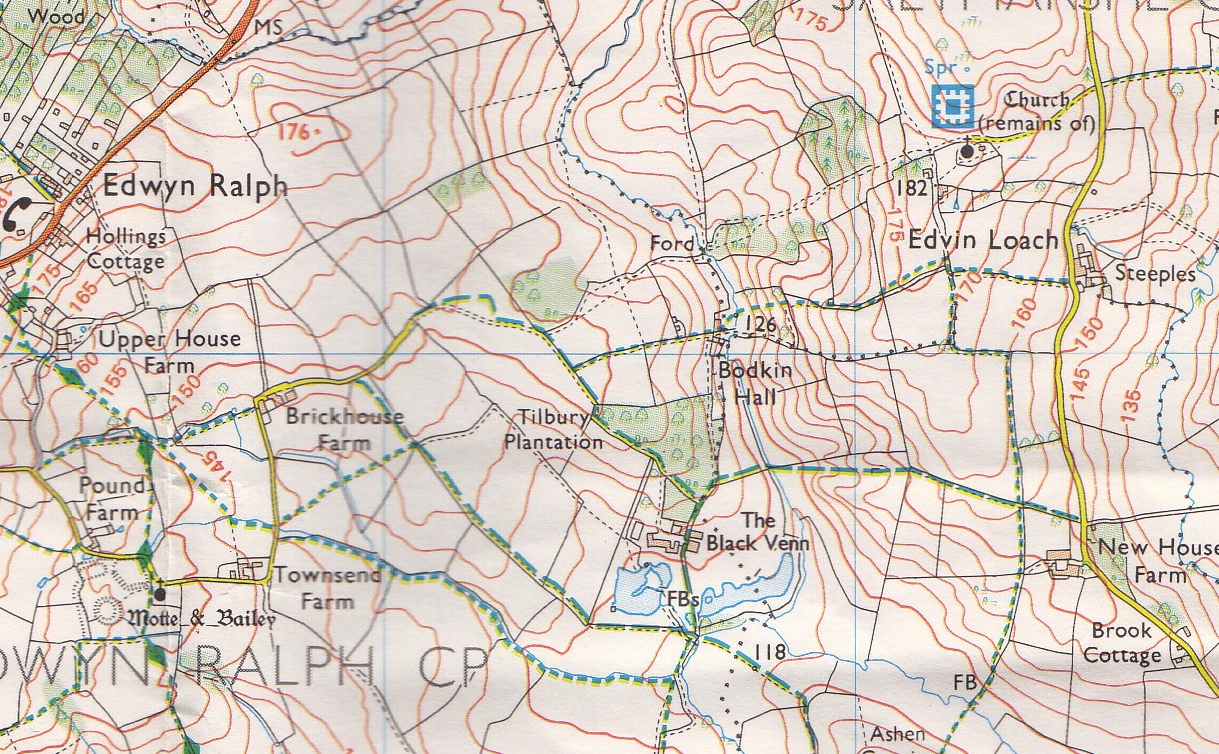 Wood
MS
175
SALTMARSHE C
Spr
Church
(remains of)
176
Edwyn Ralph
182
Hollings
Cottage
175
Ford
175
Edvin Loach
Steeples
165
170
160
126
150
Upper House
Farm
60
155
150
Bodkin
Hall
145
135
Brickhouse
Farm
Tilbury
Plantation
145
Pound
Farm
The
Black Venn
New House
Farm
Townsend
Farm
FBs
Motte & Bailey
Brook
Cottage
118
DWYN RALPH CP
FB
Ashen